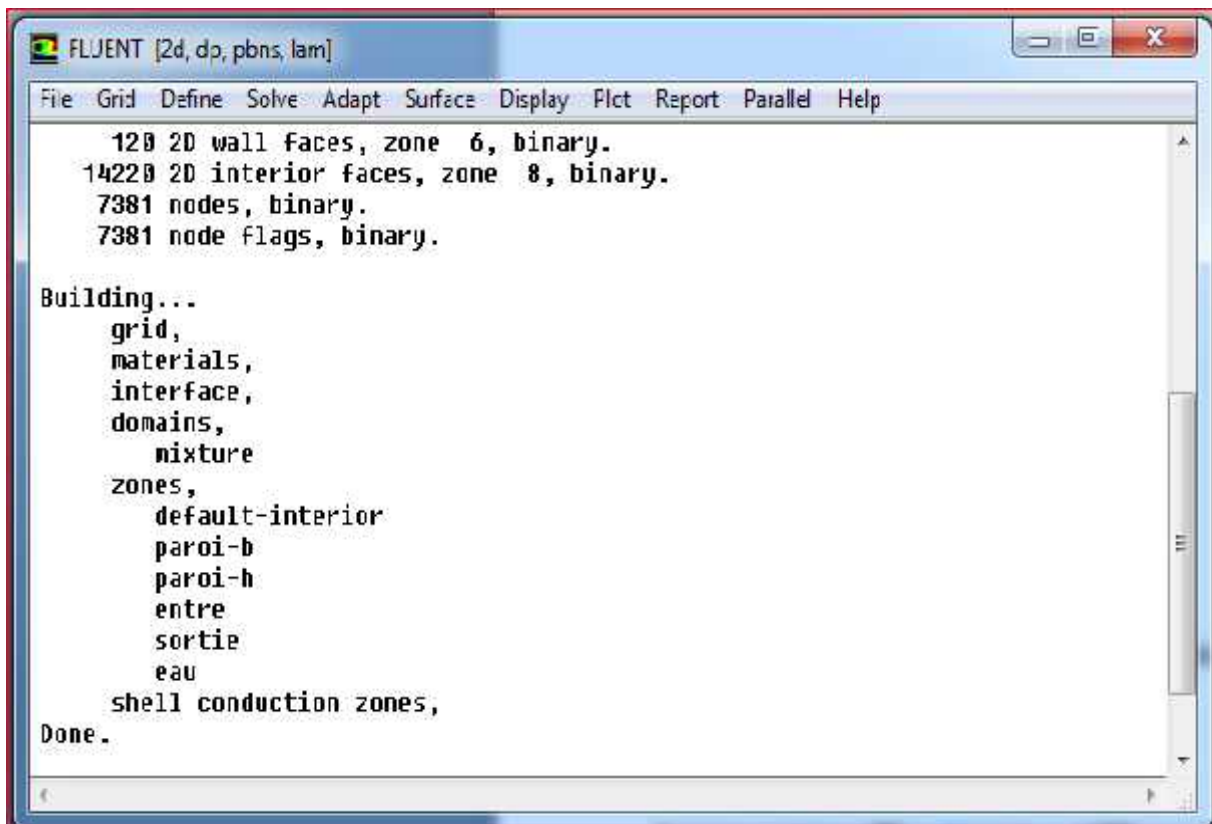 FLUENT [2d, dp, pbns, lam]
File Grid Define Solve Adapt Surface Display Plot Report Parallel Help
120 2D wall faces, zone 6, binary.
14220 2D interior faces, zone 8, binary.
7381 nodes, binary.
7381 node flags, binary.
Building...
grid,
materials,
interface,
domains,
mixture
zones,
default-interior
paroi-b
paroi-h
entre
sortie
eau
shell conduction zones,
Done.